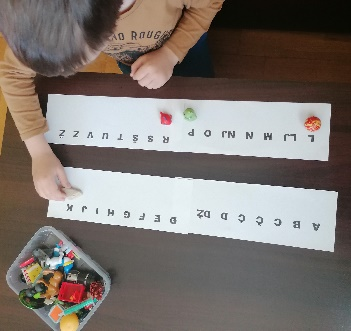 A B C Č Ć D DŽ Đ E F G H I J K
L LJ M N NJ O P R S Š T U V Z Ž